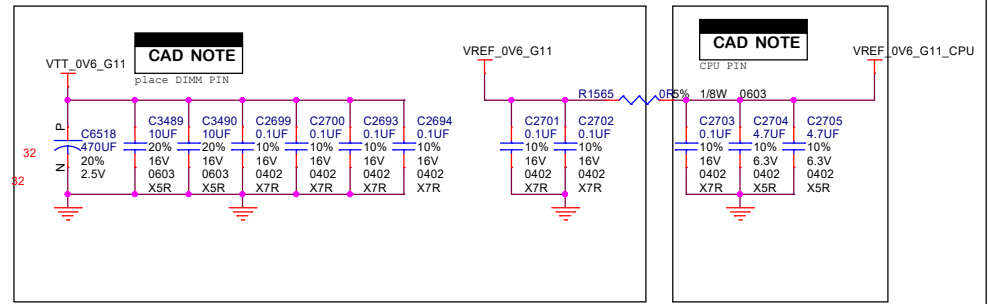 CAD NOTE
place DIMM PIN
VTT_0V6_G11
P
N
C6518
470UF
20%
2.5V
32
32
C3489
10UF
20%
16V
0603
X5R
C3490
10UF
20%
16V
0603
X5R
C2699
0.1UF
10%
16V
0402
X7R
C2700
0.1UF
10%
16V
0402
X7R
C2693
0.1UF
10%
16V
0402
X7R
C2694
0.1UF
10%
16V
0402
X7R
VREF_0V6_G11
C2701
0.1UF
10%
16V
0402
X7R
C2702
0.1UF
10%
16V
0402
X7R
R1565 0R5% 1/8W 0603
CAD NOTE
CPU PIN
VREF_0V6_G11_CPU
C2703
0.1UF
10%
16V
0402
X7R
C2704
4.7UF
10%
6.3V
0402
X5R
C2705
4.7UF
10%
6.3V
0402
X5R